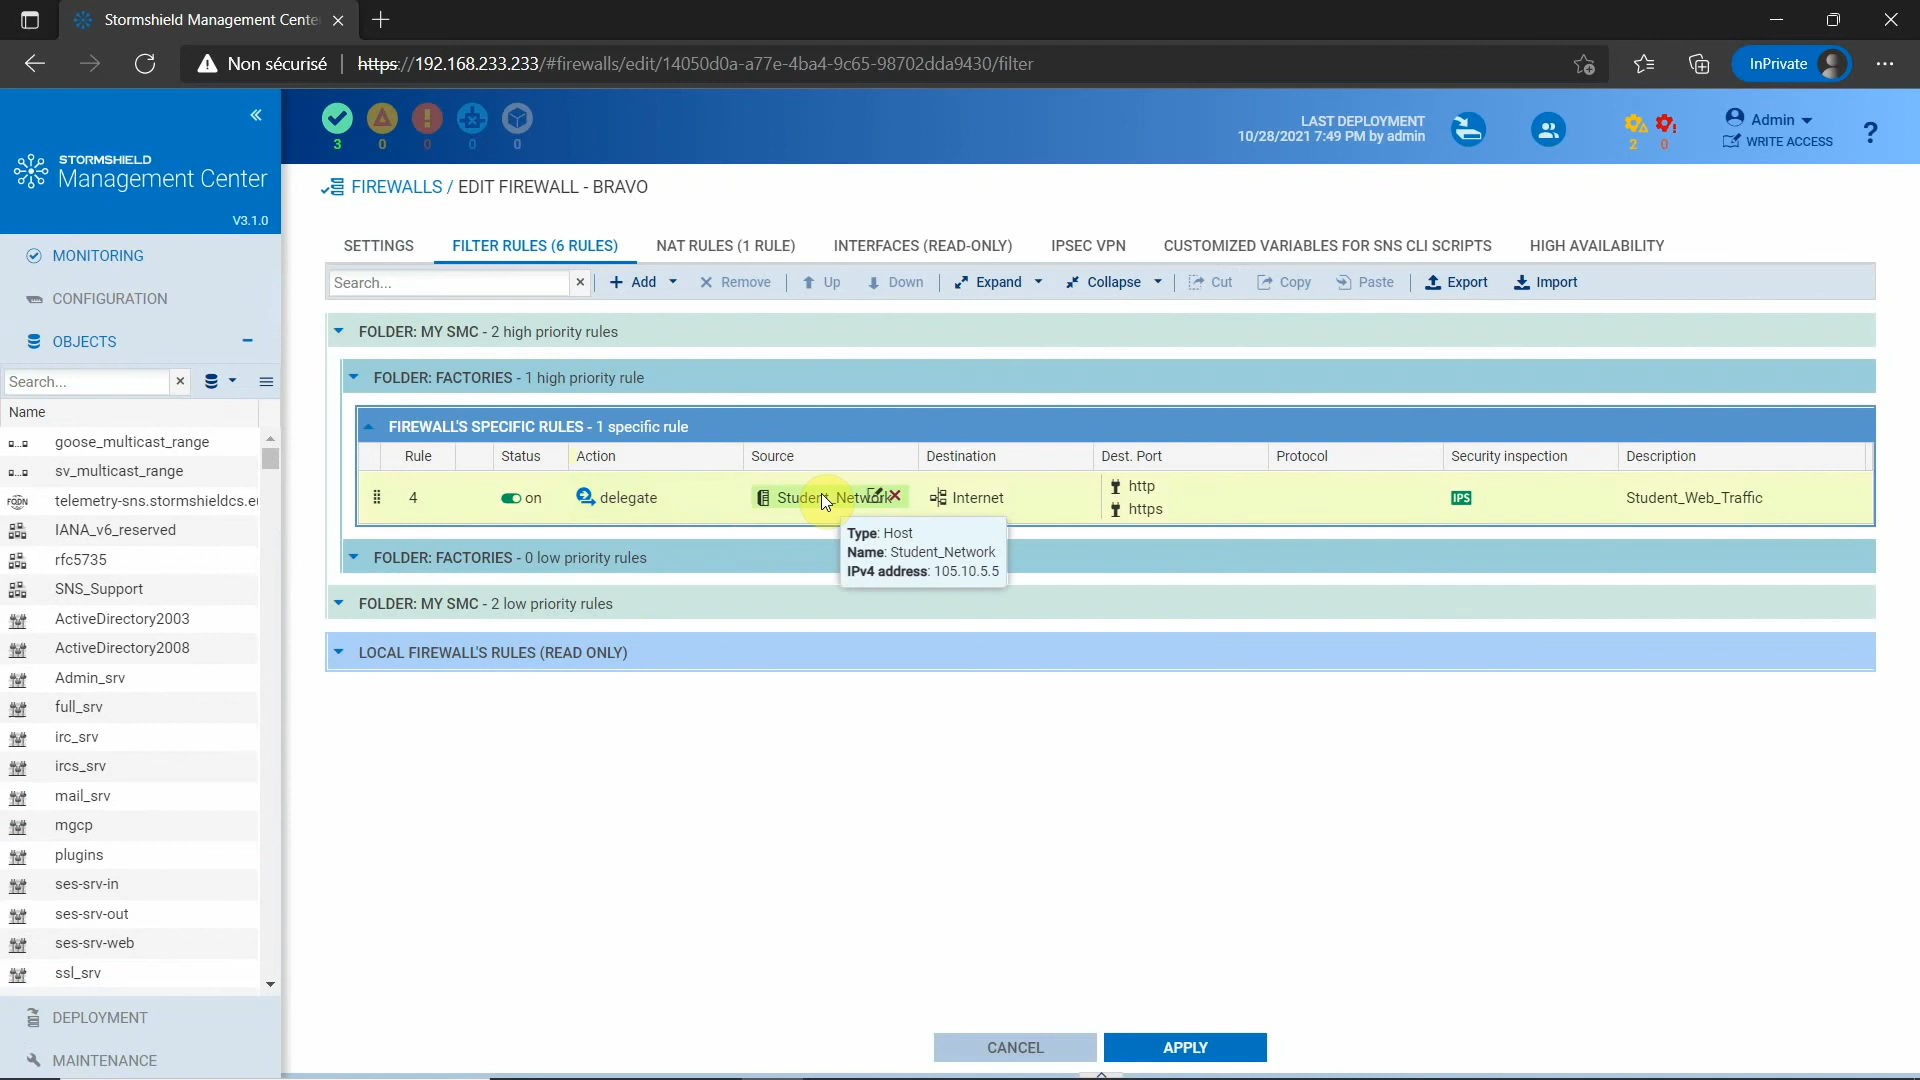 Stormshield Management Cente
Non sécurisé
https://192.168.233.233/#firewalls/edit/14050d0a-a77e-4ba4-9c65-98702dda9430/filter
InPrivate
STORMSHIELD
Management Center
V3.1.0
3
0
0
0
0
LAST DEPLOYMENT
10/28/2021 7:49 PM by admin
2
0
Admin
WRITE ACCESS
?
FIREWALLS / EDIT FIREWALL - BRAVO
SETTINGS
FILTER RULES (6 RULES)
NAT RULES (1 RULE)
INTERFACES (READ-ONLY)
IPSEC VPN
CUSTOMIZED VARIABLES FOR SNS CLI SCRIPTS
HIGH AVAILABILITY
Search...
Add
Remove
Up
Down
Expand
Collapse
Cut
Copy
Paste
Export
Import
MONITORING
CONFIGURATION
OBJECTS
Search...
Name
goose_multicast_range
sv_multicast_range
FQDN telemetry-sns.stormshieldcs.e
IANA_v6_reserved
rfc5735
SNS_Support
ActiveDirectory2003
ActiveDirectory2008
Admin_srv
full_srv
irc_srv
ircs_srv
mail_srv
mgcp
plugins
ses-srv-in
ses-srv-out
ses-srv-web
ssl_srv
DEPLOYMENT
MAINTENANCE
FOLDER: MY SMC - 2 high priority rules
FOLDER: FACTORIES - 1 high priority rule
FIREWALL'S SPECIFIC RULES - 1 specific rule
Rule
Status
Action
Source
Destination
Dest. Port
Protocol
Security inspection
Description
4
on
delegate
Student_Network
Internet
http
https
IPS
Student_Web_Traffic
Type: Host
Name: Student_Network
IPv4 address: 105.10.5.5
FOLDER: FACTORIES - 0 low priority rules
FOLDER: MY SMC - 2 low priority rules
LOCAL FIREWALL'S RULES (READ ONLY)
CANCEL
APPLY